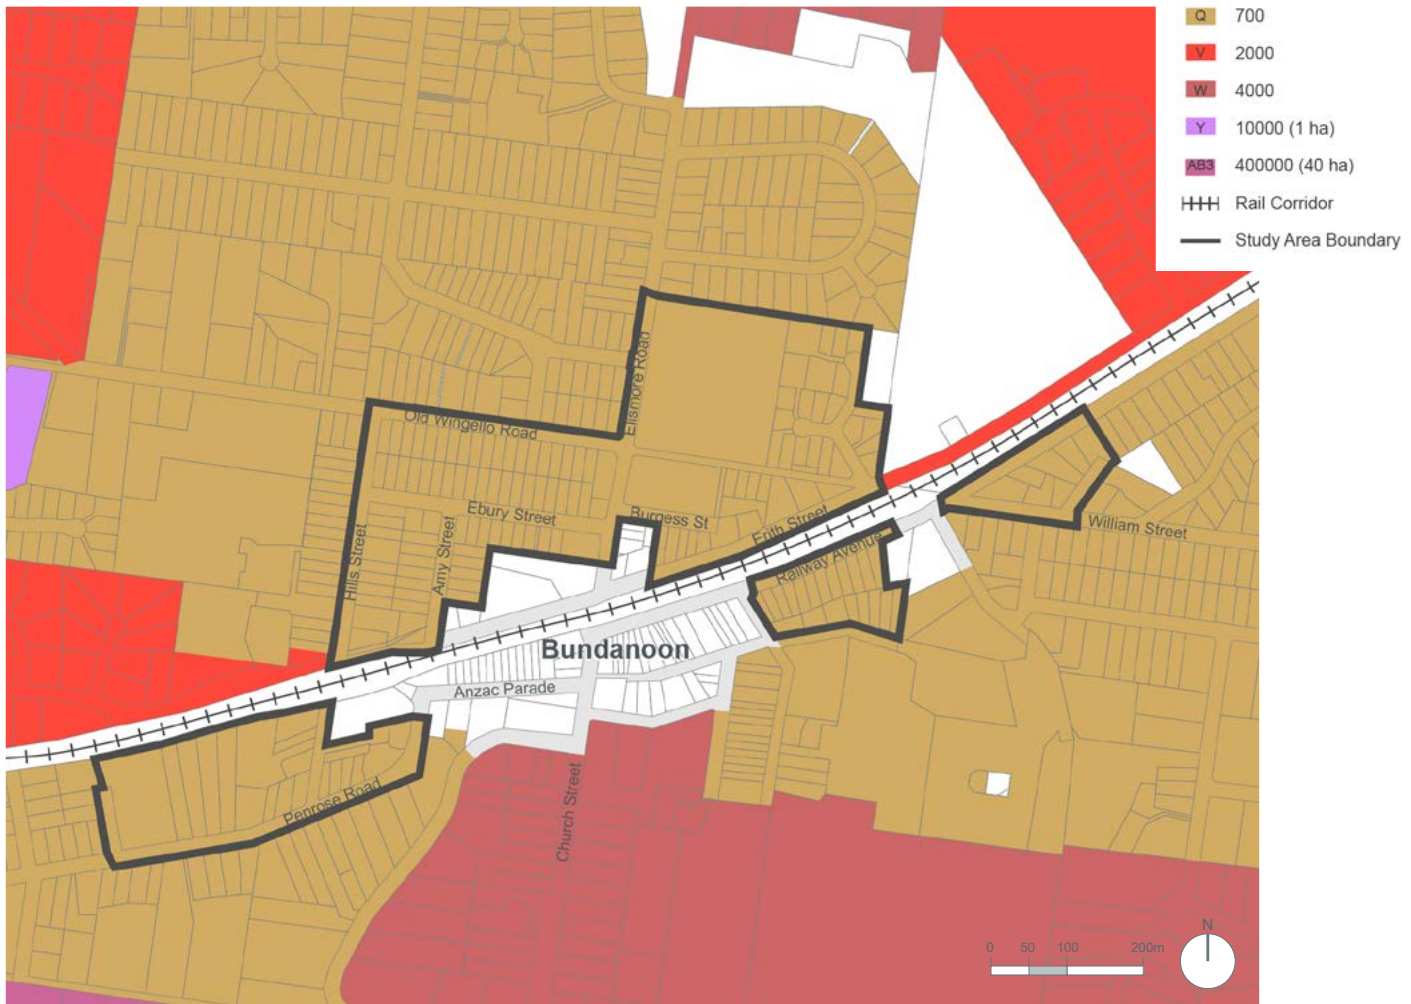 Q 700
V 2000
W 4000
Y 10000 (1 ha)
AB3 400000 (40 ha)
Rail Corridor
Study Area Boundary
Ellsmore Road
Old Wingello Road
Ebury Street
Burgess St
Erith Street
William Street
Hills Street
Amy Street
Railway Avenue
Bundanoon
Anzac Parade
Penrose Road
Church Street
0 50 100 200m
N